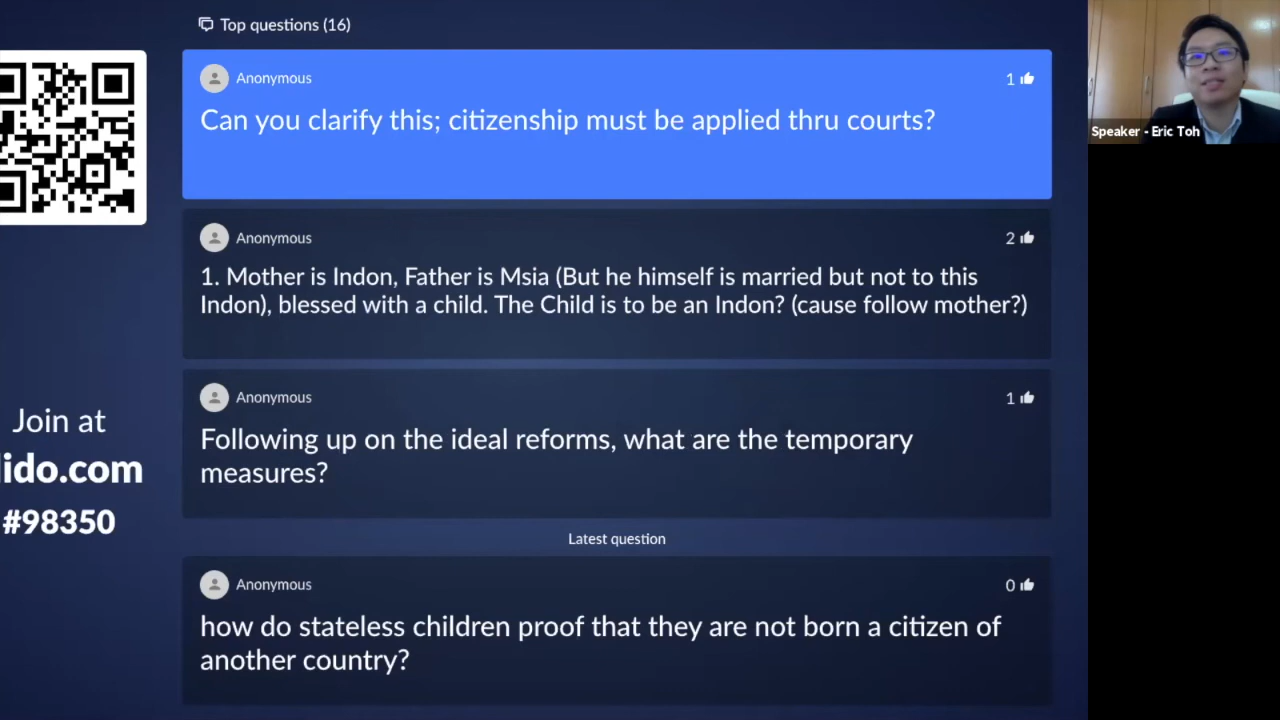 Top questions (16)
Anonymous
1
Can you clarify this; citizenship must be applied thru courts?
Anonymous
2
1. Mother is Indon, Father is Msia (But he himself is married but not to this
Indon), blessed with a child. The Child is to be an Indon? (cause follow mother?)
Anonymous
1
Following up on the ideal reforms, what are the temporary
measures?
Latest question
Anonymous
0
how do stateless children proof that they are not born a citizen of
another country?
Join at
lido.com
#98350
Speaker - Eric Toh